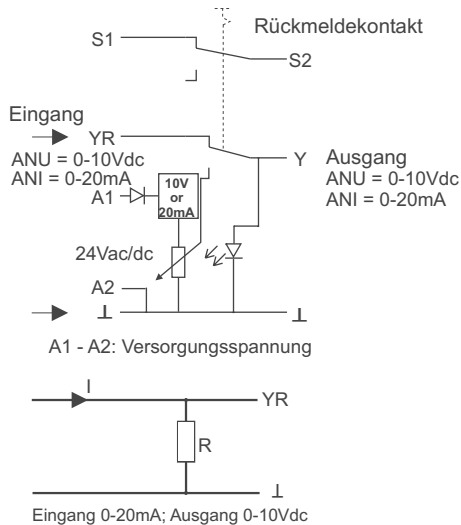 Rückmeldekontakt
S1
S2
Eingang
YR
ANU = 0-10Vdc
ANI = 0-20mA
Y
Ausgang
ANU = 0-10Vdc
ANI = 0-20mA
A1
10V
or
20mA
24Vac/dc
A2
⊥
⊥
A1 - A2: Versorgungsspannung
I
YR
R
⊥
Eingang 0-20mA; Ausgang 0-10Vdc